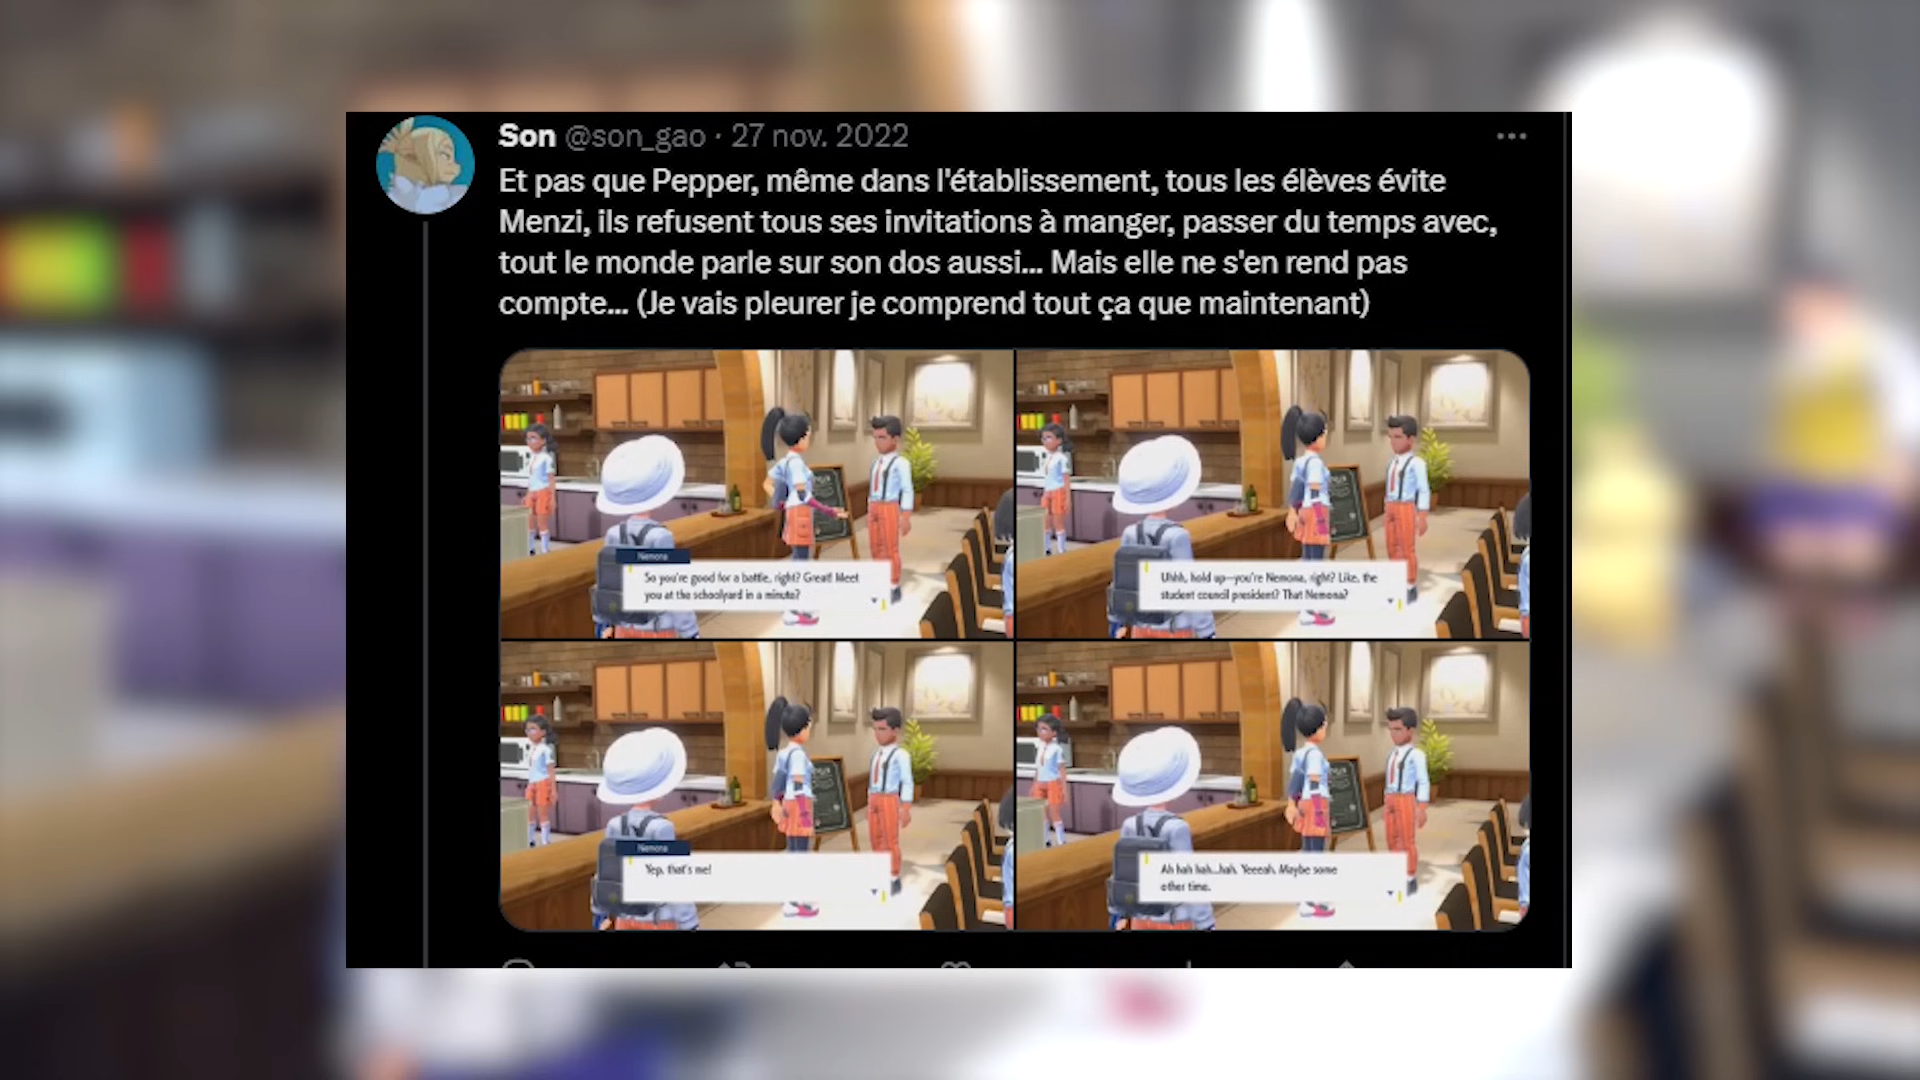 Son @son_gao · 27 nov. 2022
Et pas que Pepper, même dans l'établissement, tous les élèves évite
Menzi, ils refusent tous ses invitations à manger, passer du temps avec,
tout le monde parle sur son dos aussi... Mais elle ne s'en rend pas
compte... (Je vais pleurer je comprend tout ça que maintenant)
Nemona
So you're good for a battle, right? Great! Meet
you at the schoolyard in a minute?
Uhhh, hold up—you're Nemona, right? Like, the
student council president? That Nemona?
Nemona
Yep, that's me!
Ah hah hah...hah. Yeeeah. Maybe some
other time.